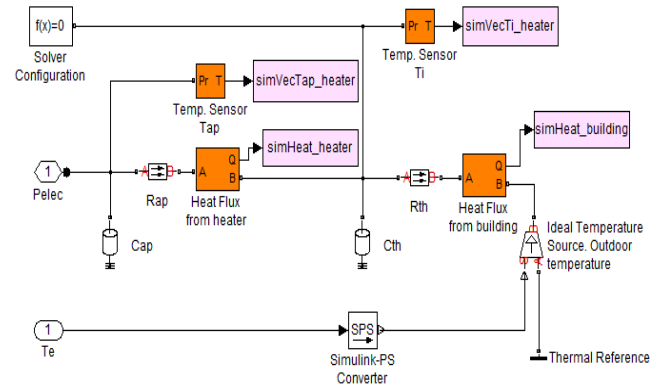 f(x)=0
Solver
Configuration
Pr T
Temp. Sensor
Ti
simVecTi_heater
Pr T
Temp. Sensor
Tap
simVecTap_heater
simHeat_heater
simHeat_building
1
Pelec
A B
Rap
A Q B
Heat Flux
from heater
A B
Rth
A Q B
Heat Flux
from building
Cap
Cth
Ideal Temperature
Source. Outdoor
temperature
1
Te
SPS
Simulink-PS
Converter
Thermal Reference